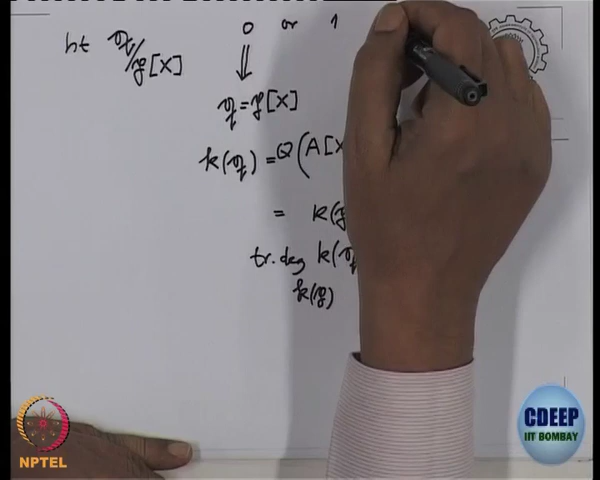 ht 𝔮/𝔭[X] 0 or 1
⇓
𝔮 = 𝔭[X]
k(𝔮) = Q(A[X
= k(𝔭
tr.deg k(𝔮
k(𝔭)
NPTEL
CDEEP
IIT BOMBAY